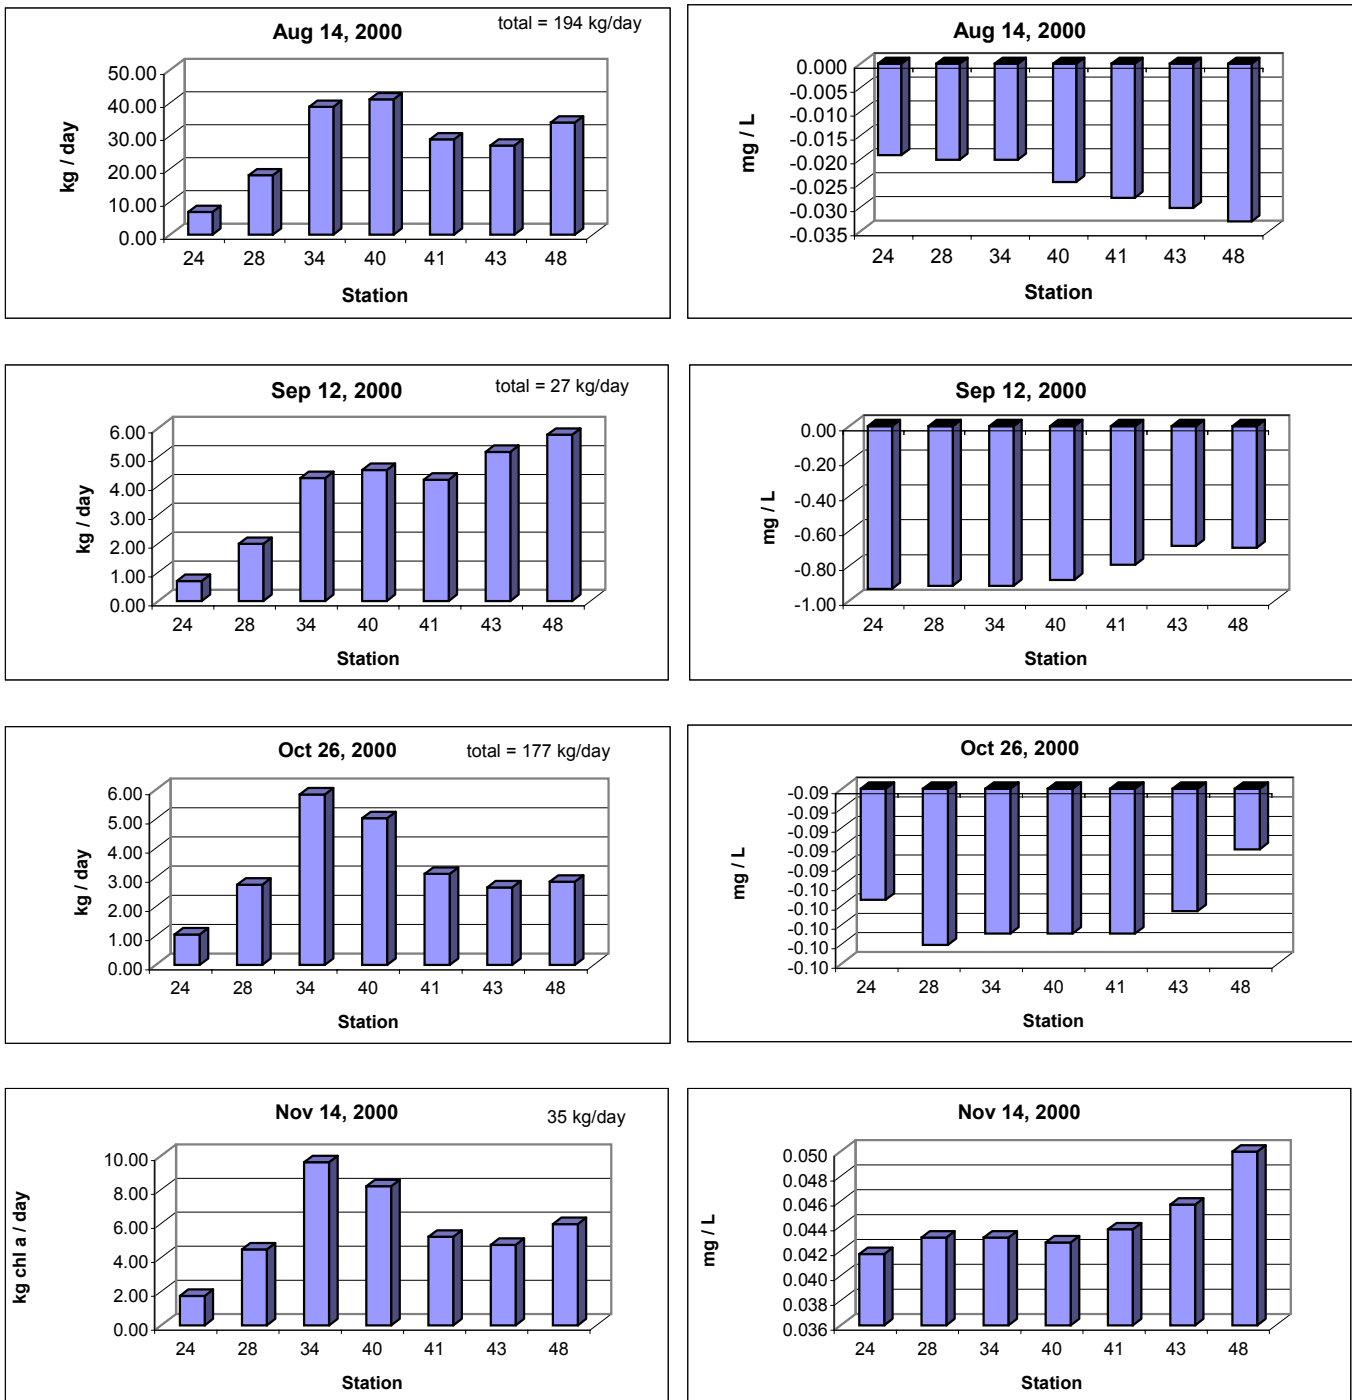 Aug 14, 2000
total = 194 kg/day
50.00
40.00
30.00
20.00
10.00
0.00
kg / day
24 28 34 40 41 43 48
Station
Aug 14, 2000
0.000
-0.005
-0.010
-0.015
-0.020
-0.025
-0.030
-0.035
mg / L
24 28 34 40 41 43 48
Station
Sep 12, 2000
total = 27 kg/day
6.00
5.00
4.00
3.00
2.00
1.00
0.00
kg / day
24 28 34 40 41 43 48
Station
Sep 12, 2000
0.00
-0.20
-0.40
-0.60
-0.80
-1.00
mg / L
24 28 34 40 41 43 48
Station
Oct 26, 2000
total = 177 kg/day
6.00
5.00
4.00
3.00
2.00
1.00
0.00
kg / day
24 28 34 40 41 43 48
Station
Oct 26, 2000
-0.09
-0.09
-0.09
-0.09
-0.09
-0.10
-0.10
-0.10
-0.10
-0.10
mg / L
24 28 34 40 41 43 48
Station
Nov 14, 2000
35 kg/day
10.00
8.00
6.00
4.00
2.00
0.00
kg chl a / day
24 28 34 40 41 43 48
Station
Nov 14, 2000
0.050
0.048
0.046
0.044
0.042
0.040
0.038
0.036
mg / L
24 28 34 40 41 43 48
Station